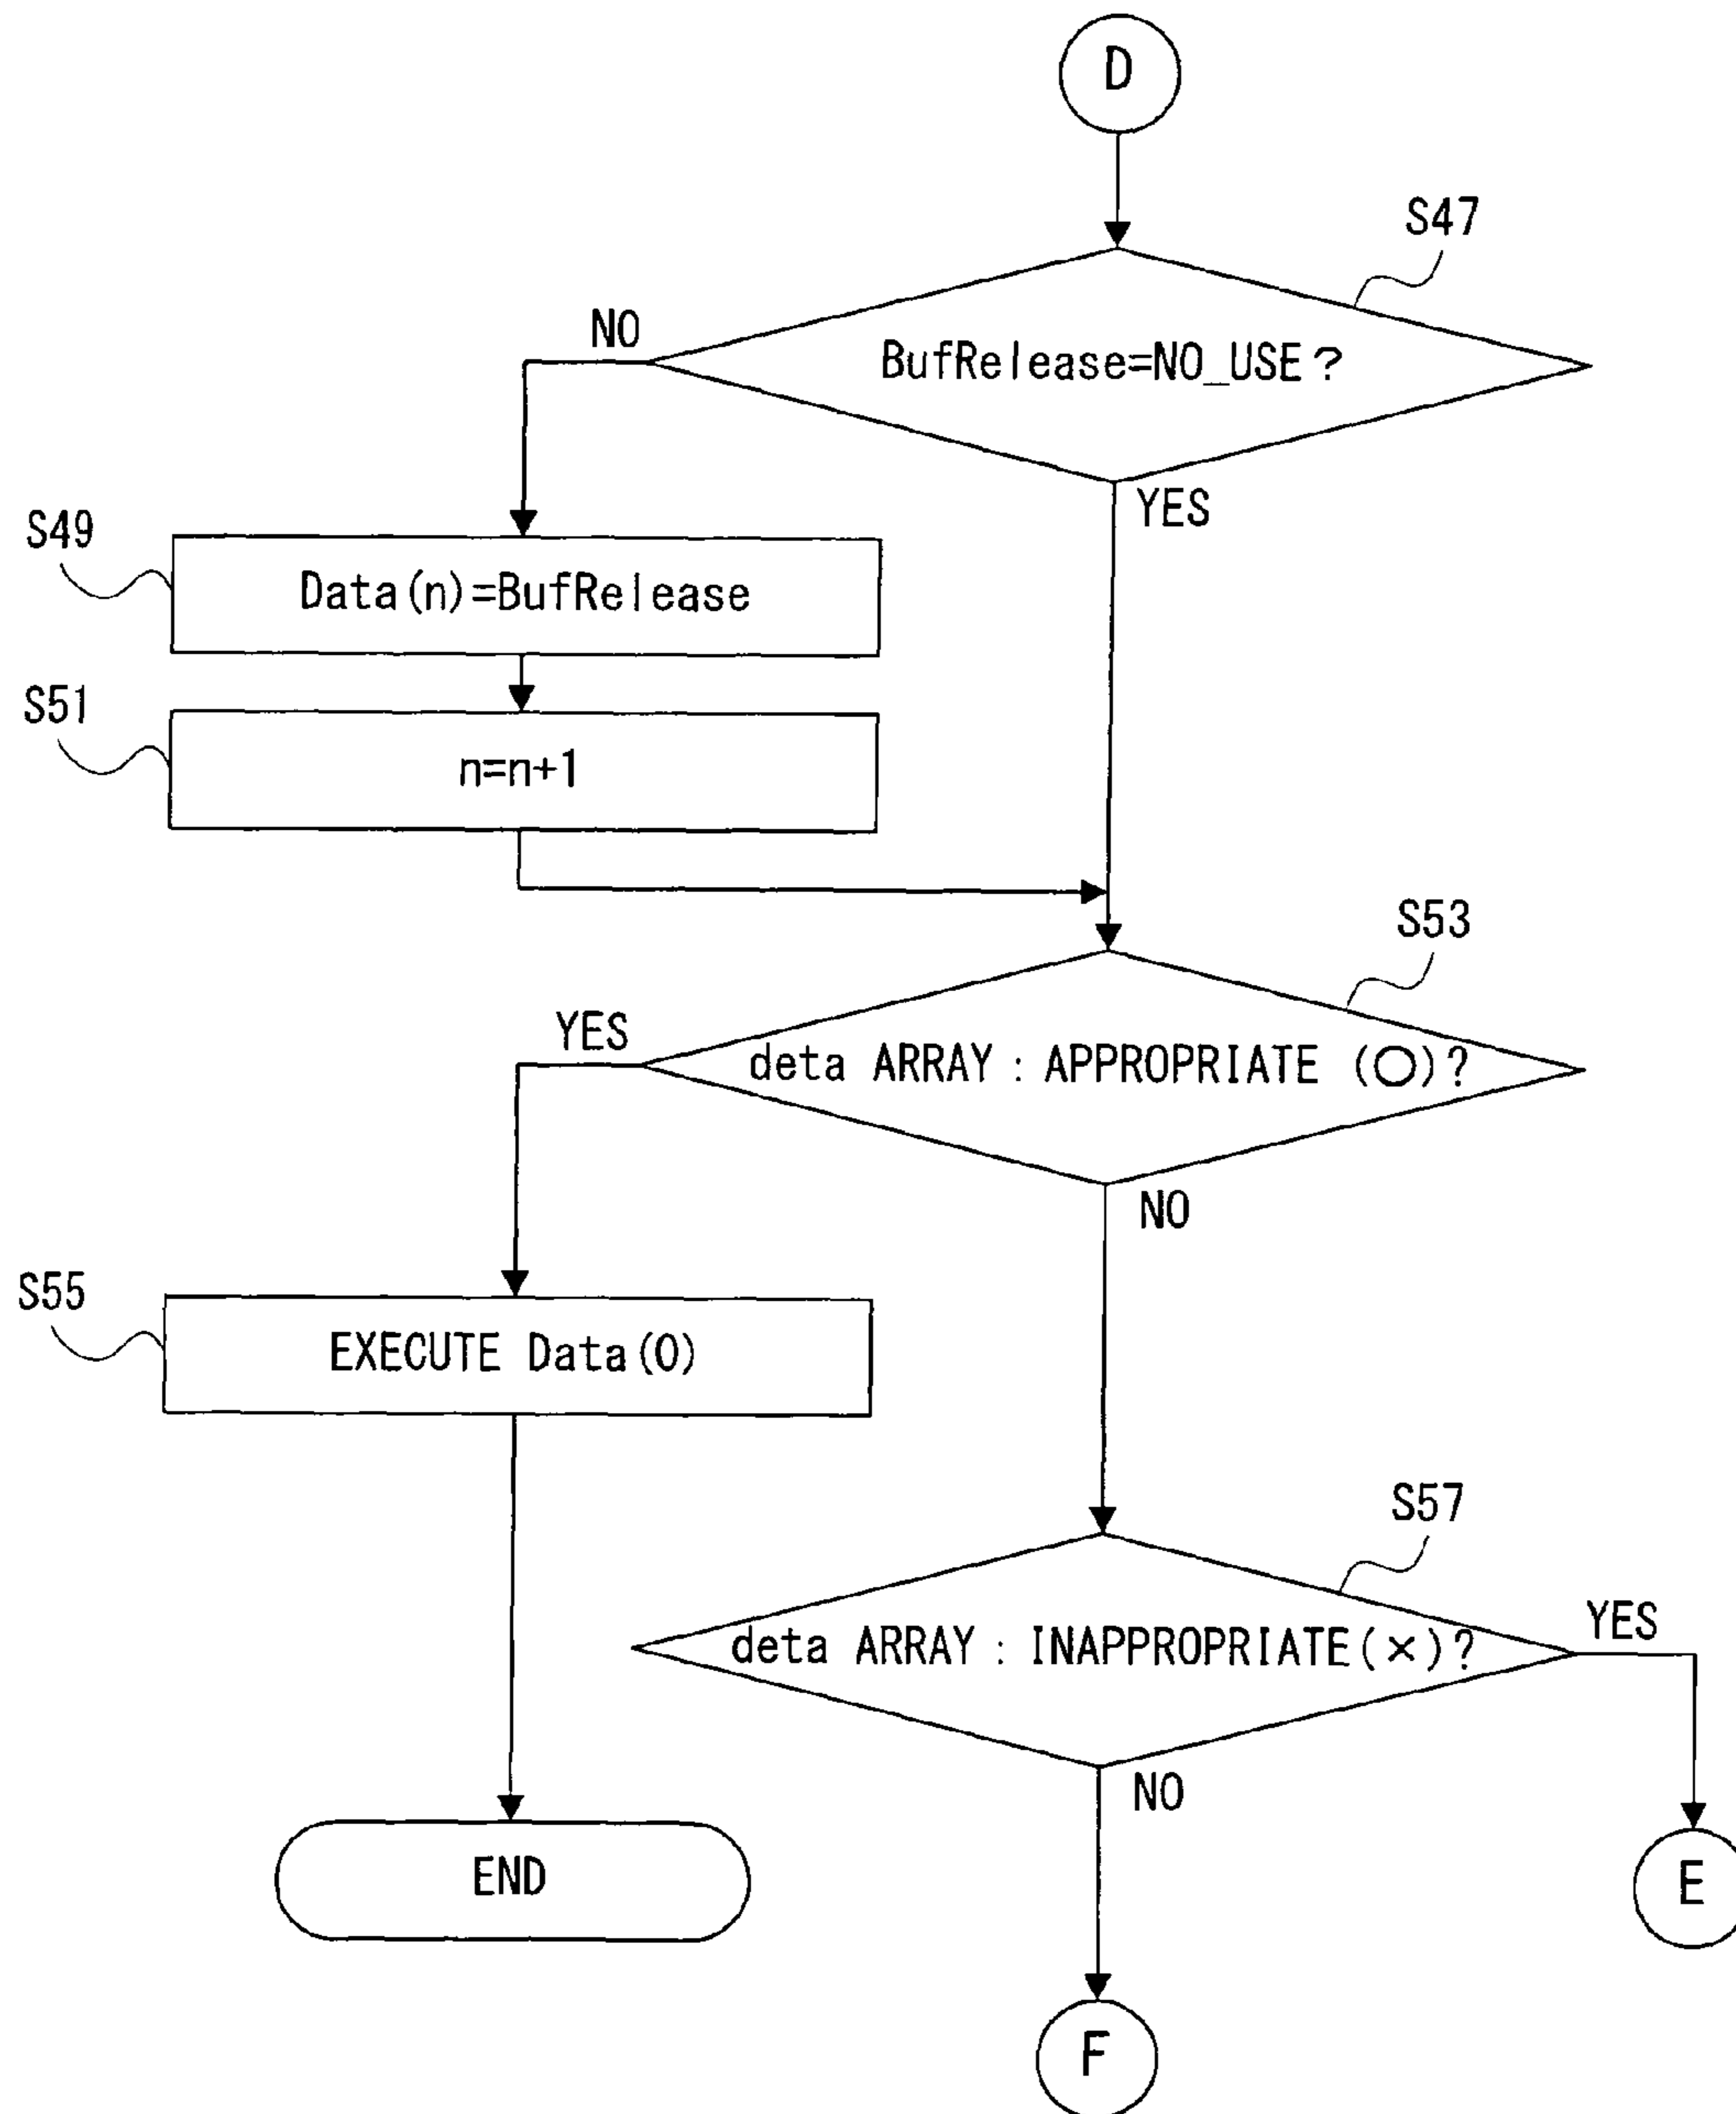 D
S47
NO
BufRelease=NO_USE?
YES
S49
Data(n)=BufRelease
S51
n=n+1
S53
YES
deta ARRAY : APPROPRIATE (○)?
NO
S55
EXECUTE Data(0)
S57
YES
deta ARRAY : INAPPROPRIATE(×)?
NO
END
E
F